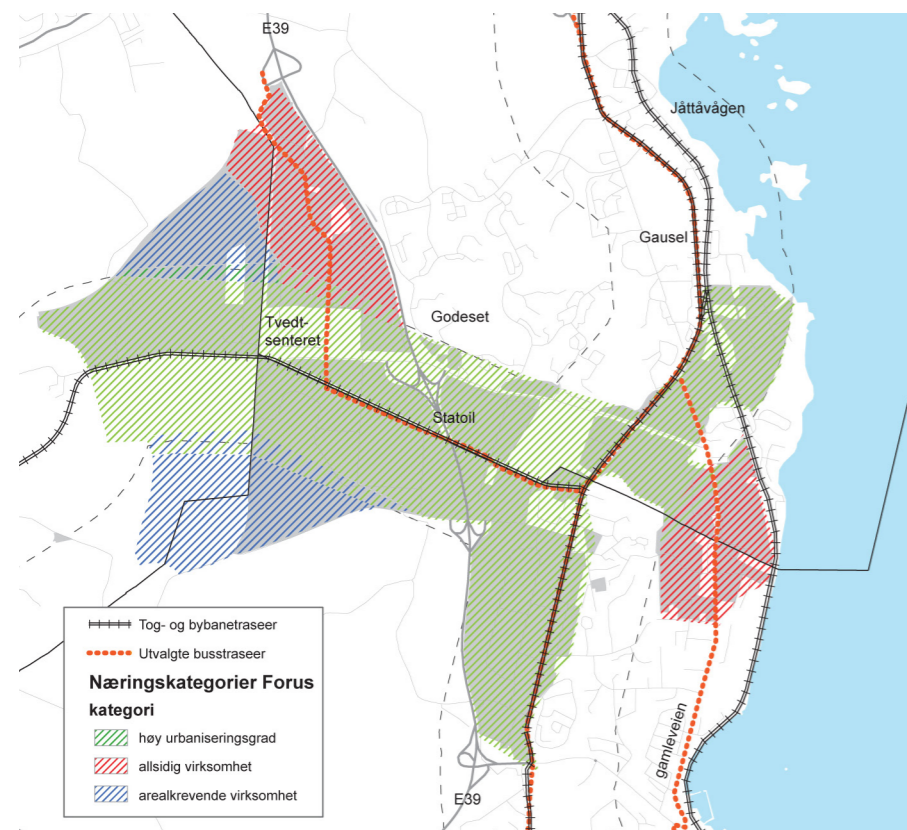 E39
Jåttåvågen
Gausel
Godeset
Tvedt-
senteret
Statoil
gamleveien
E39
Tog- og bybanetraseer
Utvalgte busstraseer
Næringskategorier Forus
kategori
høy urbaniseringsgrad
allsidig virksomhet
arealkrevende virksomhet